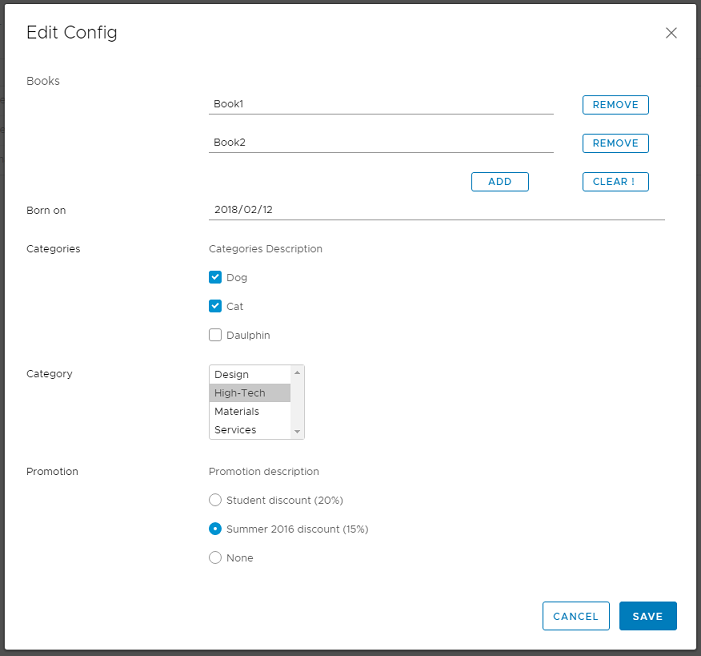 Edit Config
Books
Book1 REMOVE
Book2 REMOVE
ADD CLEAR !
Born on 2018/02/12
Categories Categories Description
Dog
Cat
Daulphin
Category Design
High-Tech
Materials
Services
Promotion Promotion description
Student discount (20%)
Summer 2016 discount (15%)
None
CANCEL SAVE